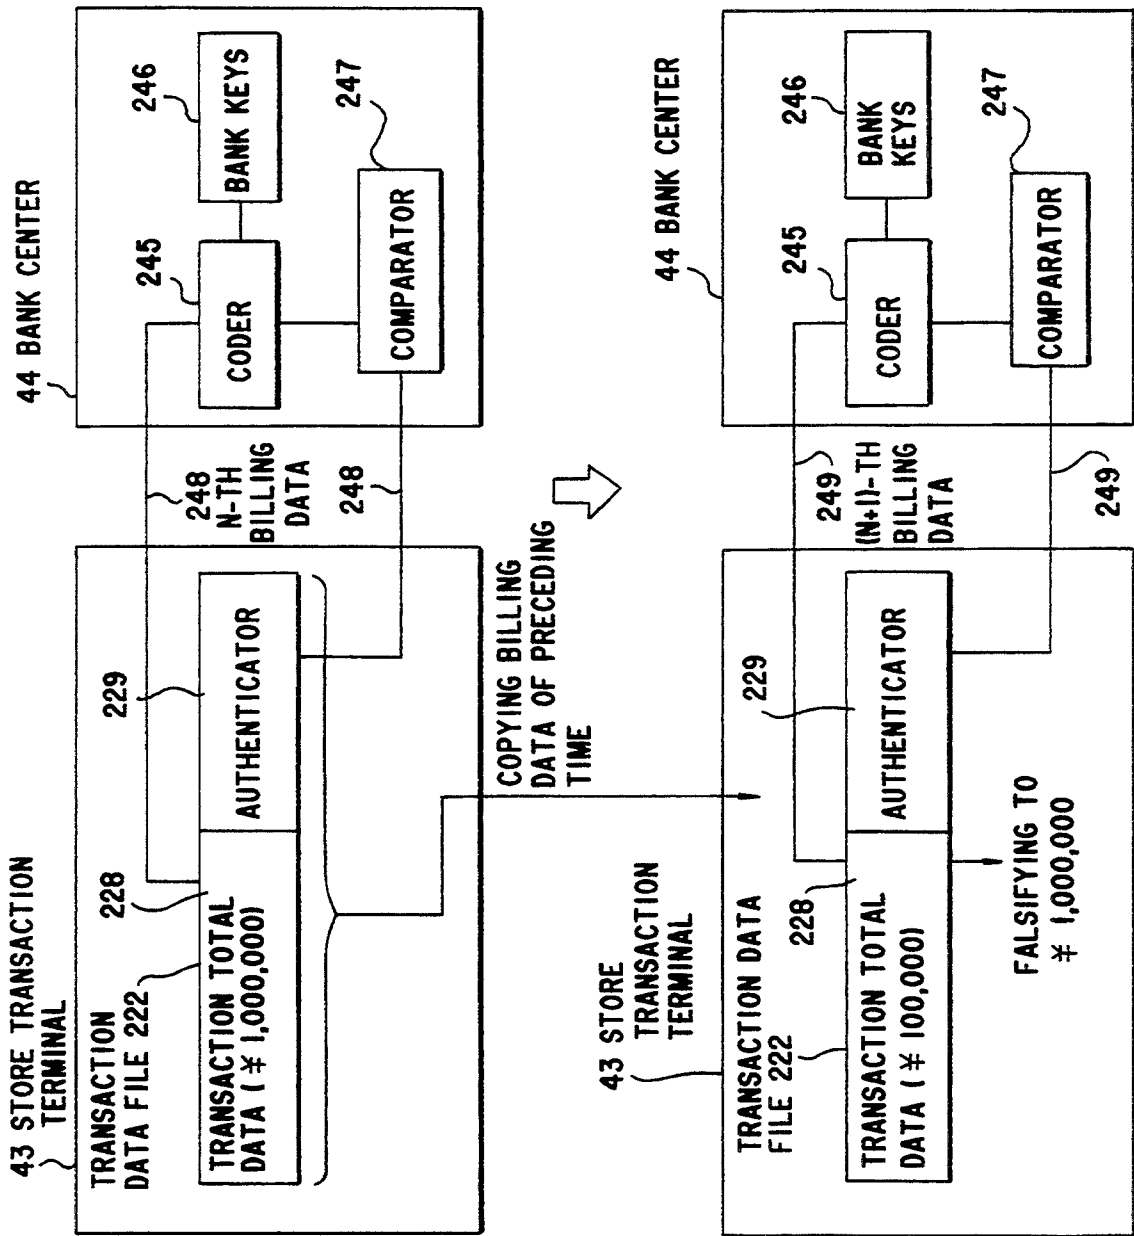 43 STORE TRANSACTION
TERMINAL
TRANSACTION
DATA FILE 222
TRANSACTION TOTAL
DATA (¥ 1,000,000)
228
AUTHENTICATOR
229
248
N-TH
BILLING
DATA
248
44 BANK CENTER
CODER
245
BANK KEYS
246
COMPARATOR
247
COPYING BILLING
DATA OF PRECEDING
TIME
43 STORE
TRANSACTION
TERMINAL
TRANSACTION DATA
FILE 222
TRANSACTION TOTAL
DATA (¥ 100,000)
228
AUTHENTICATOR
229
FALSIFYING TO
¥ 1,000,000
249
(N+1)-TH
BILLING
DATA
249
44 BANK CENTER
CODER
245
BANK
KEYS
246
COMPARATOR
247